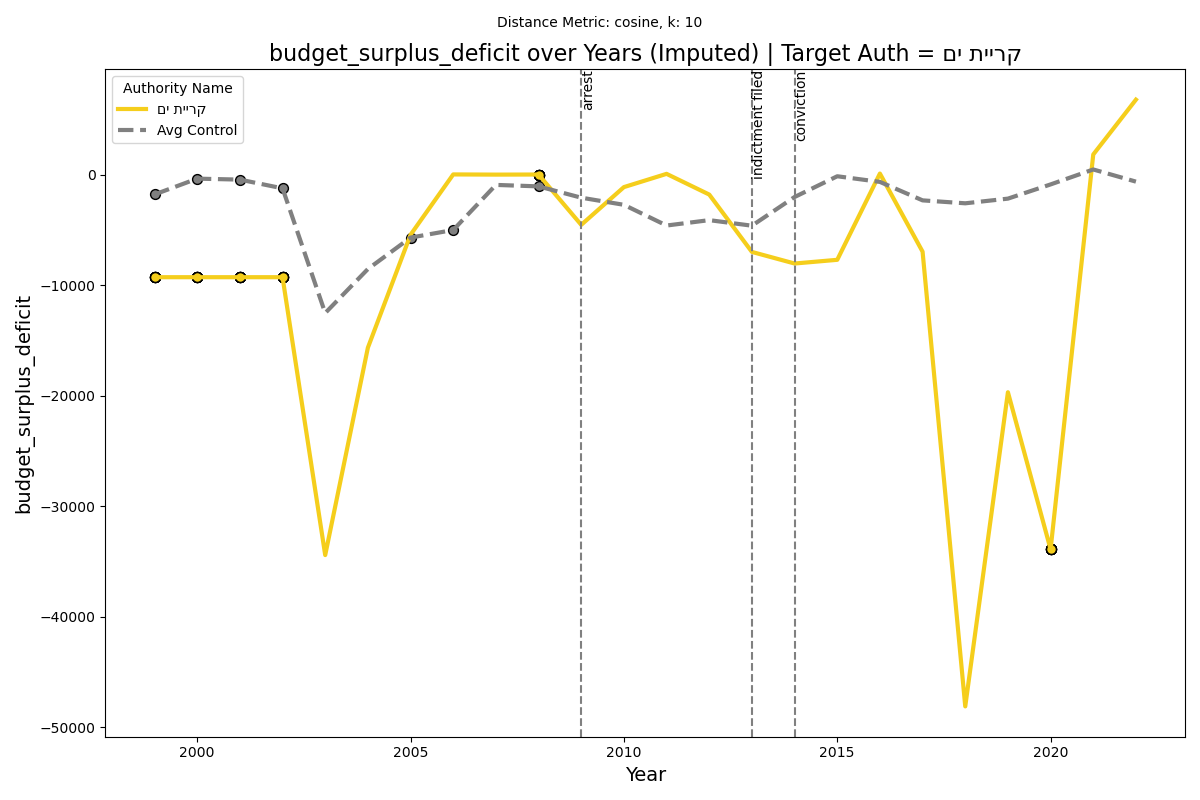 Distance Metric: cosine, k: 10
budget_surplus_deficit over Years (Imputed) | Target Auth = קריית ים
Authority Name
קריית ים
Avg Control
arrest
indictment filed
conviction
0
−10000
−20000
−30000
−40000
−50000
budget_surplus_deficit
2000
2005
2010
2015
2020
Year